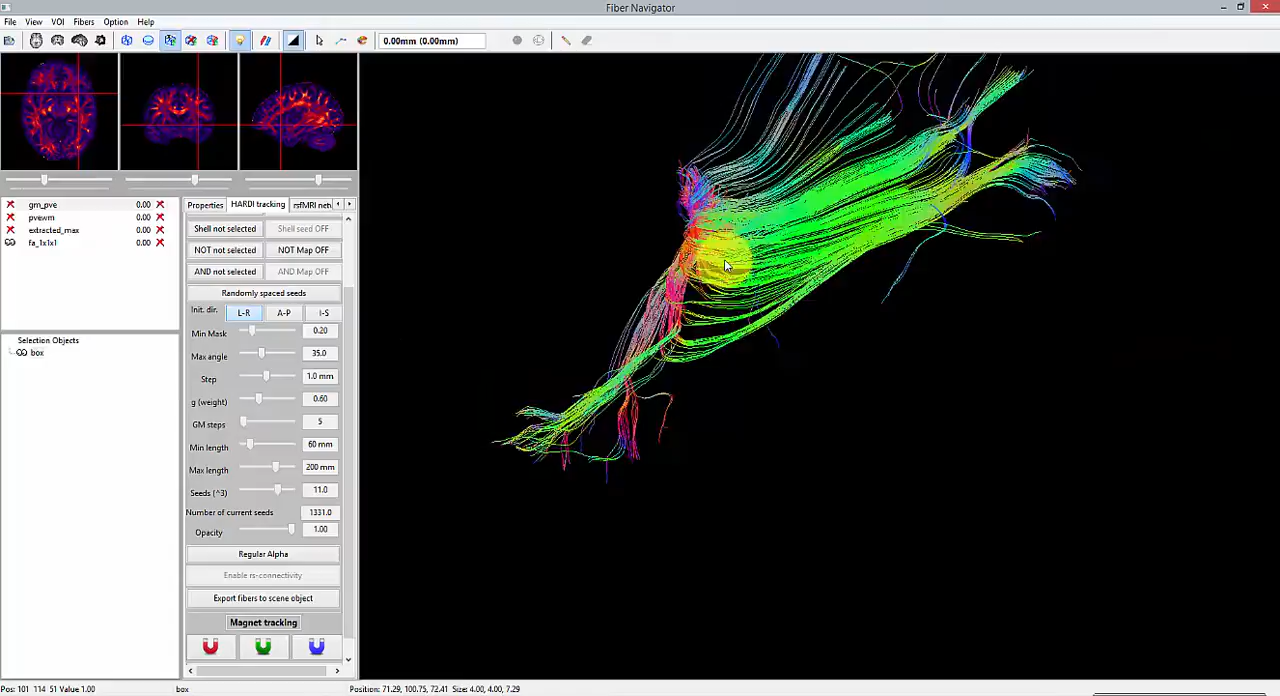 Fiber Navigator
File View VOI Fibers Option Help
0.00mm (0.00mm)
gm_pve 0.00
pvewm 0.00
extracted_max 0.00
fa_1x1x1 0.00
Selection Objects
box
Properties HARDI tracking rsfMRI netw
Shell not selected Shell seed OFF
NOT not selected NOT Map OFF
AND not selected AND Map OFF
Randomly spaced seeds
Init. dir. L-R A-P I-S
Min Mask 0.20
Max angle 35.0
Step 1.0 mm
g (weight) 0.60
GM steps 5
Min length 60 mm
Max length 200 mm
Seeds (^3) 11.0
Number of current seeds 1331.0
Opacity 1.00
Regular Alpha
Enable rs-connectivity
Export fibers to scene object
Magnet tracking
Pos: 101 114 51 Value 1.00 box Position: 71.29, 100.75, 72.41 Size: 4.00, 4.00, 7.29